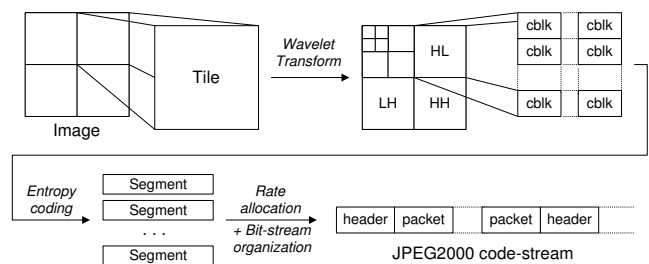 Image
Tile
Wavelet
Transform
HL
LH HH
cblk cblk
cblk cblk
cblk cblk
Entropy
coding
Segment
Segment
. . .
Segment
Rate
allocation
+ Bit-stream
organization
header packet packet header
JPEG2000 code-stream